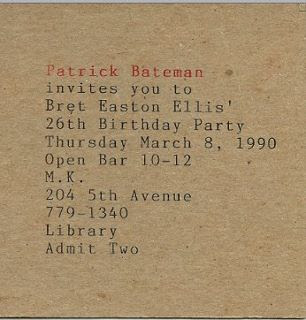 Patrick Bateman
invites you to
Bret Easton Ellis'
26th Birthday Party
Thursday March 8, 1990
Open Bar 10-12
M.K.
204 5th Avenue
779-1340
Library
Admit Two